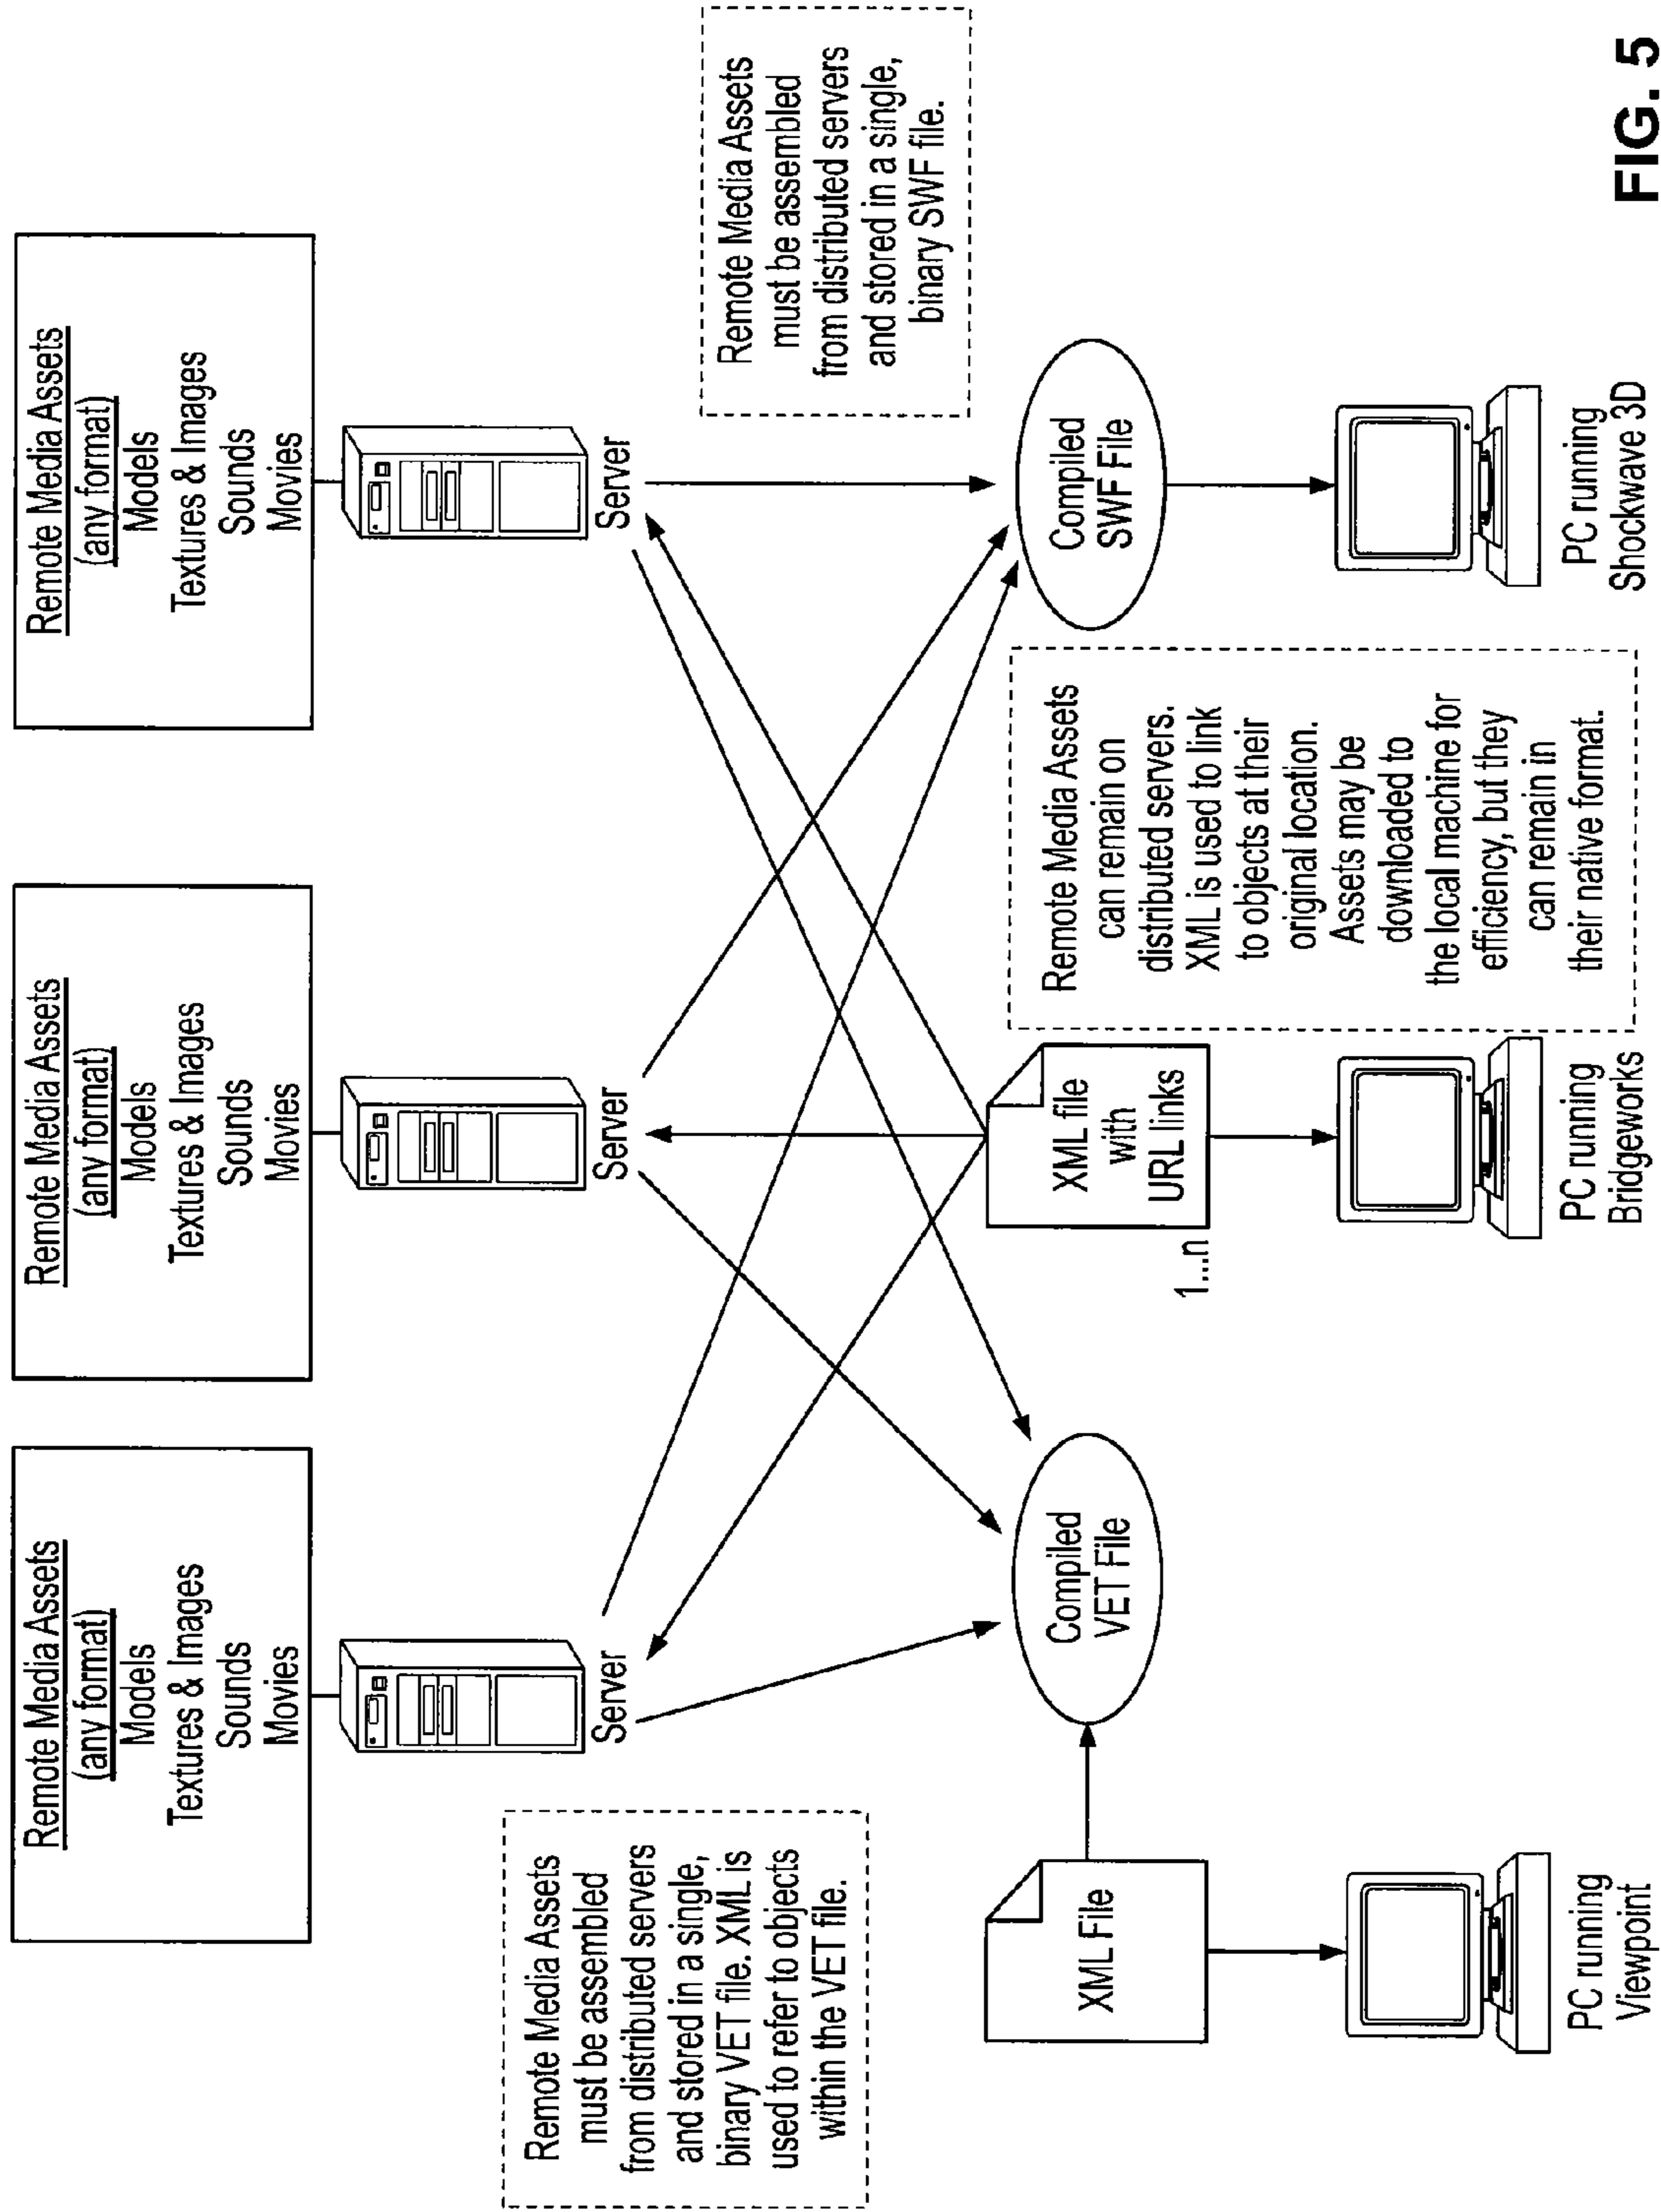 Remote Media Assets
(any format)
Models
Textures & Images
Sounds
Movies
Remote Media Assets
(any format)
Models
Textures & Images
Sounds
Movies
Remote Media Assets
(any format)
Models
Textures & Images
Sounds
Movies
Server
Server
Server
Remote Media Assets
must be assembled
from distributed servers
and stored in a single,
binary VET file. XML is
used to refer to objects
within the VET file.
Remote Media Assets
must be assembled
from distributed servers
and stored in a single,
binary SWF file.
XML File
Compiled
VET File
XML file
with
URL links
1...n
Remote Media Assets
can remain on
distributed servers.
XML is used to link
to objects at their
original location.
Assets may be
downloaded to
the local machine for
efficiency, but they
can remain in
their native format.
Compiled
SWF File
PC running
Viewpoint
PC running
Bridgeworks
PC running
Shockwave 3D
FIG. 5